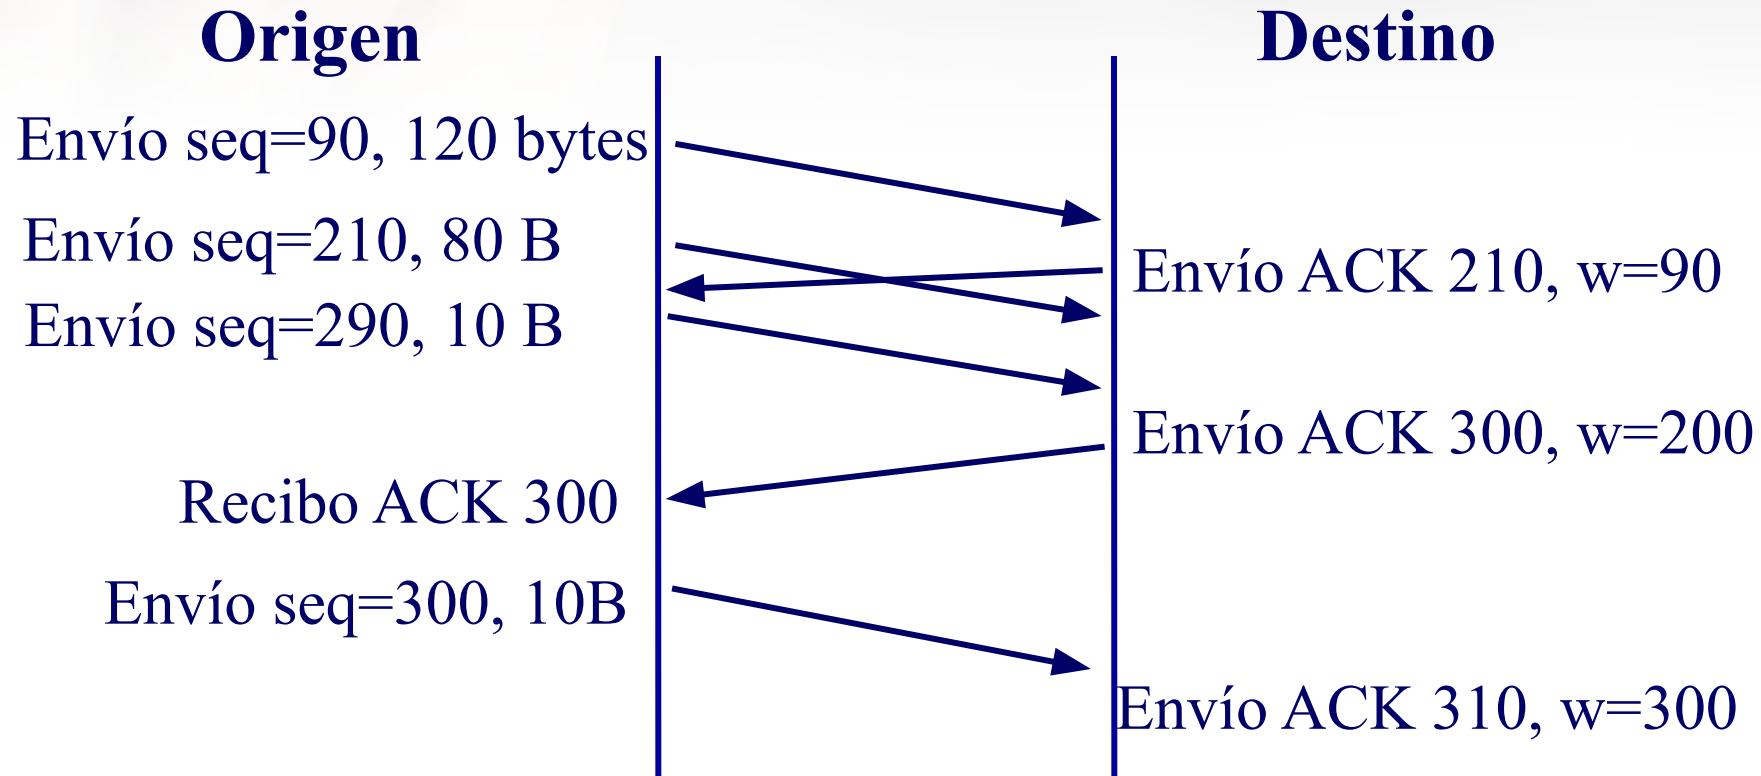 Origen
Destino
Envío seq=90, 120 bytes
Envío seq=210, 80 B
Envío ACK 210, w=90
Envío seq=290, 10 B
Envío ACK 300, w=200
Recibo ACK 300
Envío seq=300, 10B
Envío ACK 310, w=300